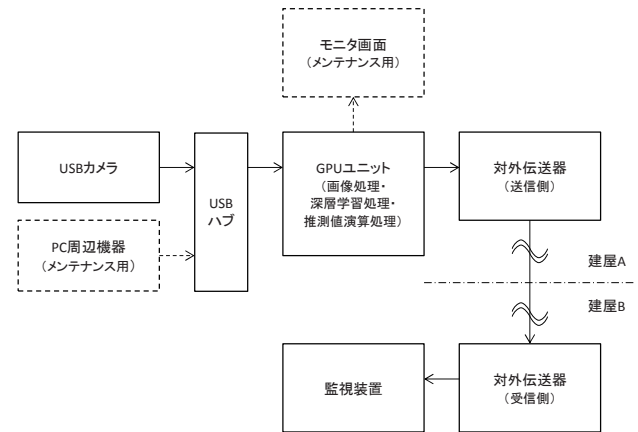 モニタ画面
（メンテナンス用）
USBカメラ
USB
ハブ
GPUユニット
（画像処理・
深層学習処理・
推測値演算処理）
対外伝送器
（送信側）
PC周辺機器
（メンテナンス用）
建屋A
建屋B
監視装置
対外伝送器
（受信側）